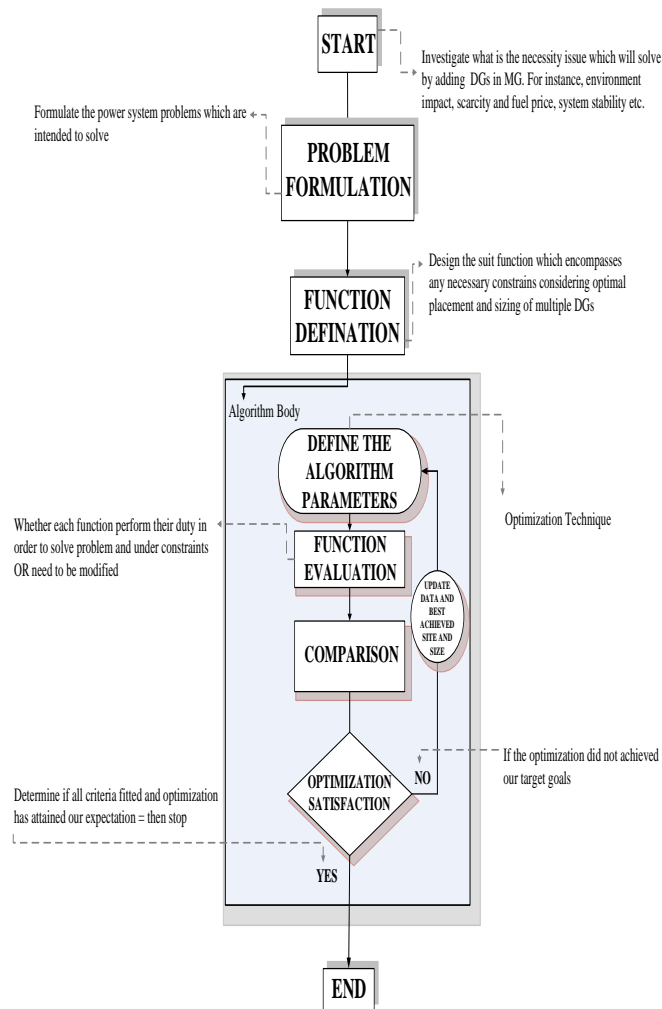 START
Investigate what is the necessity issue which will solve
by adding DGs in MG. For instance, environment
impact, scarcity and fuel price, system stability etc.
Formulate the power system problems which are
intended to solve
PROBLEM
FORMULATION
Design the suit function which encompasses
any necessary constrains considering optimal
placement and sizing of multiple DGs
FUNCTION
DEFINATION
Algorithm Body
DEFINE THE
ALGORITHM
PARAMETERS
Optimization Technique
Whether each function perform their duty in
order to solve problem and under constraints
OR need to be modified
FUNCTION
EVALUATION
UPDATE
DATA AND
BEST
ACHIEVED
SITE AND
SIZE
COMPARISON
If the optimization did not achieved
our target goals
NO
OPTIMIZATION
SATISFACTION
Determine if all criteria fitted and optimization
has attained our expectation = then stop
YES
END